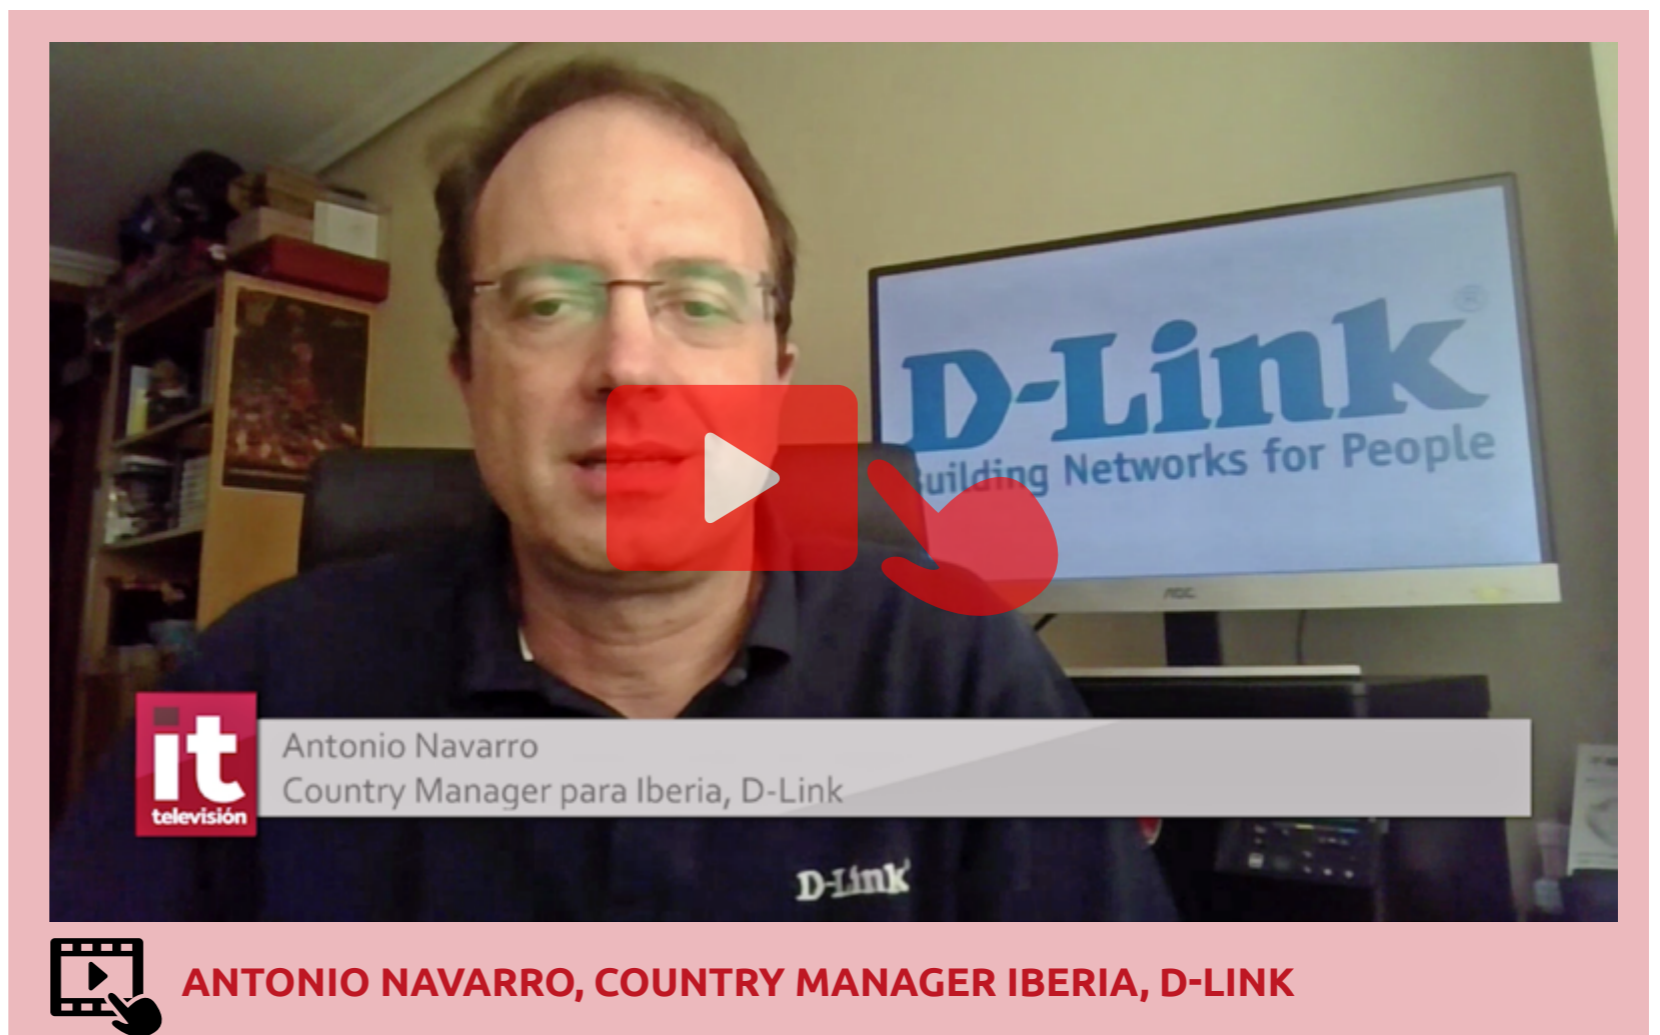 D-Link
®
Building Networks for People
AOC
it
televisión
Antonio Navarro
Country Manager para Iberia, D-Link
D-Link
ANTONIO NAVARRO, COUNTRY MANAGER IBERIA, D-LINK